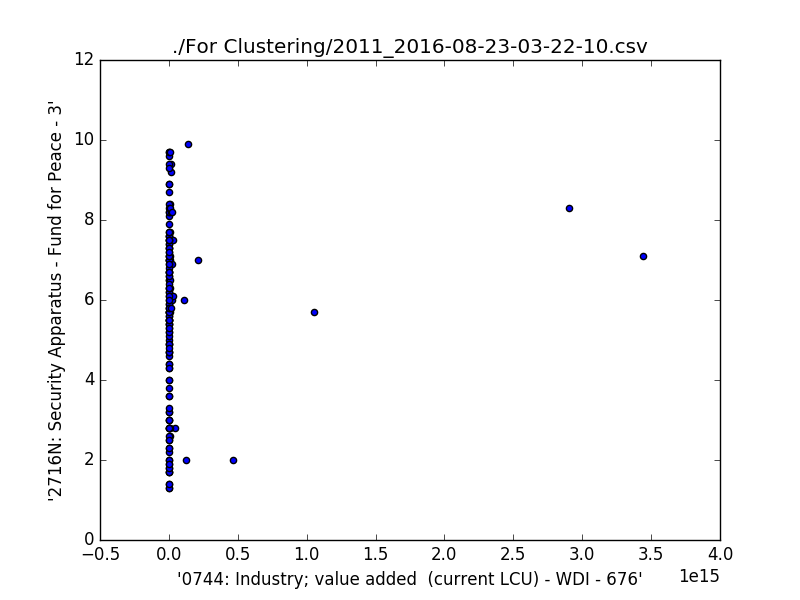 ./For Clustering/2011_2016-08-23-03-22-10.csv
'2716N: Security Apparatus - Fund for Peace - 3'
12
10
8
6
4
2
0
−0.5 0.0 0.5 1.0 1.5 2.0 2.5 3.0 3.5 4.0
1e15
'0744: Industry; value added  (current LCU) - WDI - 676'